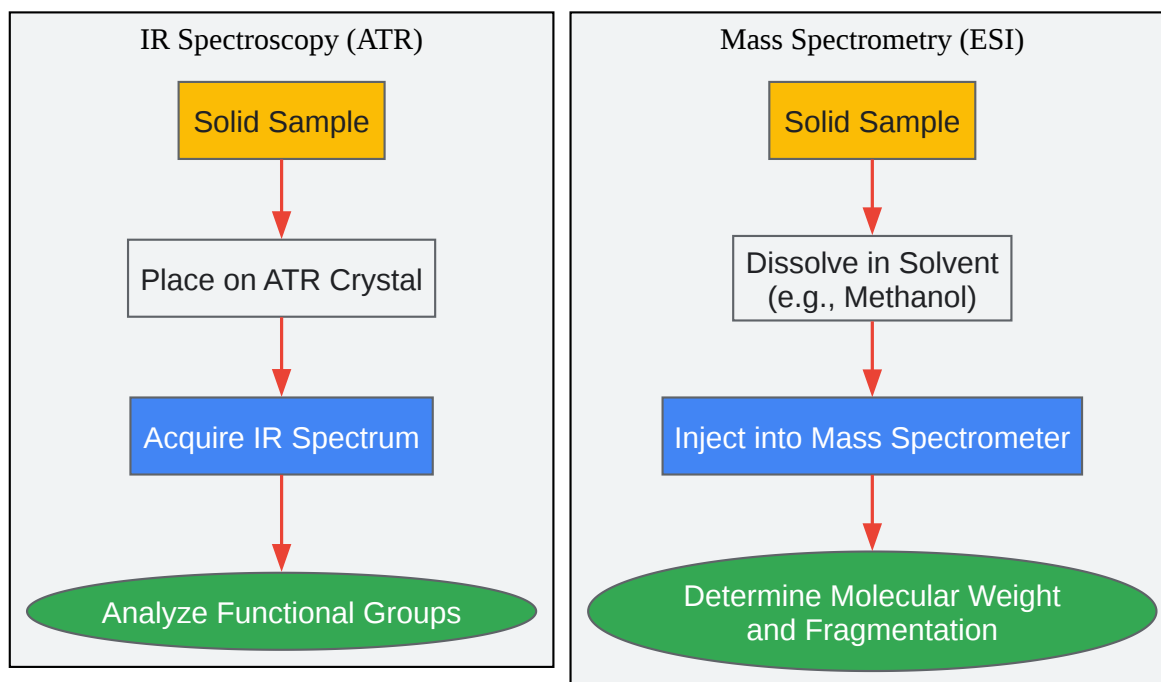 IR Spectroscopy (ATR)
Solid Sample
Place on ATR Crystal
Acquire IR Spectrum
Analyze Functional Groups
Mass Spectrometry (ESI)
Solid Sample
Dissolve in Solvent
(e.g., Methanol)
Inject into Mass Spectrometer
Determine Molecular Weight
and Fragmentation